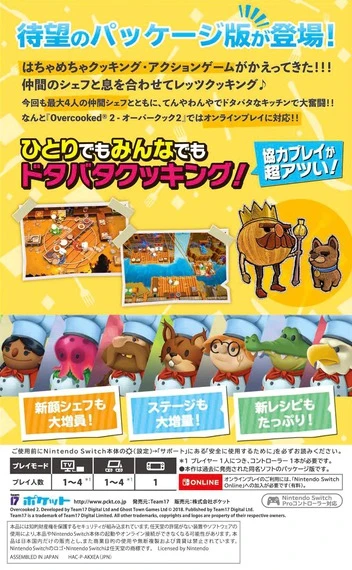 待望のパッケージ版が登場!
はちゃめちゃクッキング・アクションゲームがかえってきた!!!
仲間のシェフと息を合わせてレッツクッキング♪
今回も最大4人の仲間シェフとともに、てんやわんやでドタバタなキッチンで大奮闘!!
なんと『Overcooked® 2 - オーバークック2』ではオンラインプレイに対応!!
ひとりでもみんなでも
ドタバタクッキング!
協力プレイが
超アツい!
新顔シェフも
大増員!
ステージも
大増量!
新レシピも
たっぷり!
ご使用前にNintendo Switch本体の(設定)→「サポート」にある「安全に使用するために」を必ずお読みください。
プレイモード
プレイ人数
1~4*1
1~4*1
1
*1 プレイヤー1人につき、コントローラー1本が必要です。
●本作は過去に発売された同名ソフトのパッケージ版です。
ONLINE
オンラインプレイのご利用には、「Nintendo Switch Online」への加入が必要です(有料)。
Nintendo Switch
Proコントローラー対応
17
ポケット
https://www.pckt.co.jp
発売元:Team17 販売元:株式会社ポケット
Overcooked 2. Developed by Team17 Digital Limited and Ghost Town Games Ltd © 2018. Published by Team17 Digital Ltd.
Team17 is a trademark of Team17 Digital Limited. All other trademarks, copyrights and logos are property of their respective owners.
Nintendo Switchのロゴ・Nintendo Switchは任天堂の商標です。 Licensed by Nintendo
ASSEMBLED IN JAPAN HAC-P-AKKEA(JPN)